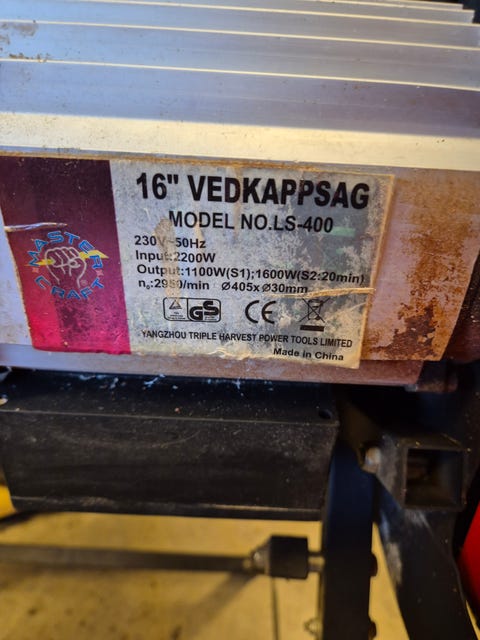 16" VEDKAPPSAG
MODEL NO.LS-400
230V~50Hz
Input:2200W
Output:1100W(S1);1600W(S2:20min)
n₀:2950/min Ø405xØ30mm
GS
CE
YANGZHOU TRIPLE HARVEST POWER TOOLS LIMITED
Made in China
MASTER
CRAFT